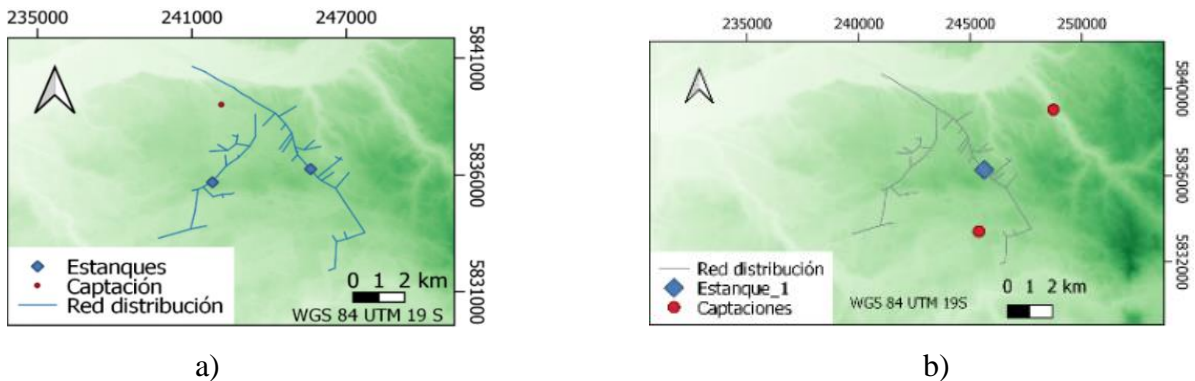 235000 241000 247000
5841000
5836000
5831000
Estanques
Captación
Red distribución
0 1 2 km
WGS 84 UTM 19 S
a)
235000 240000 245000 250000
5840000
5836000
5832000
Red distribución
Estanque_1
Captaciones
0 1 2 km
WGS 84 UTM 19S
b)